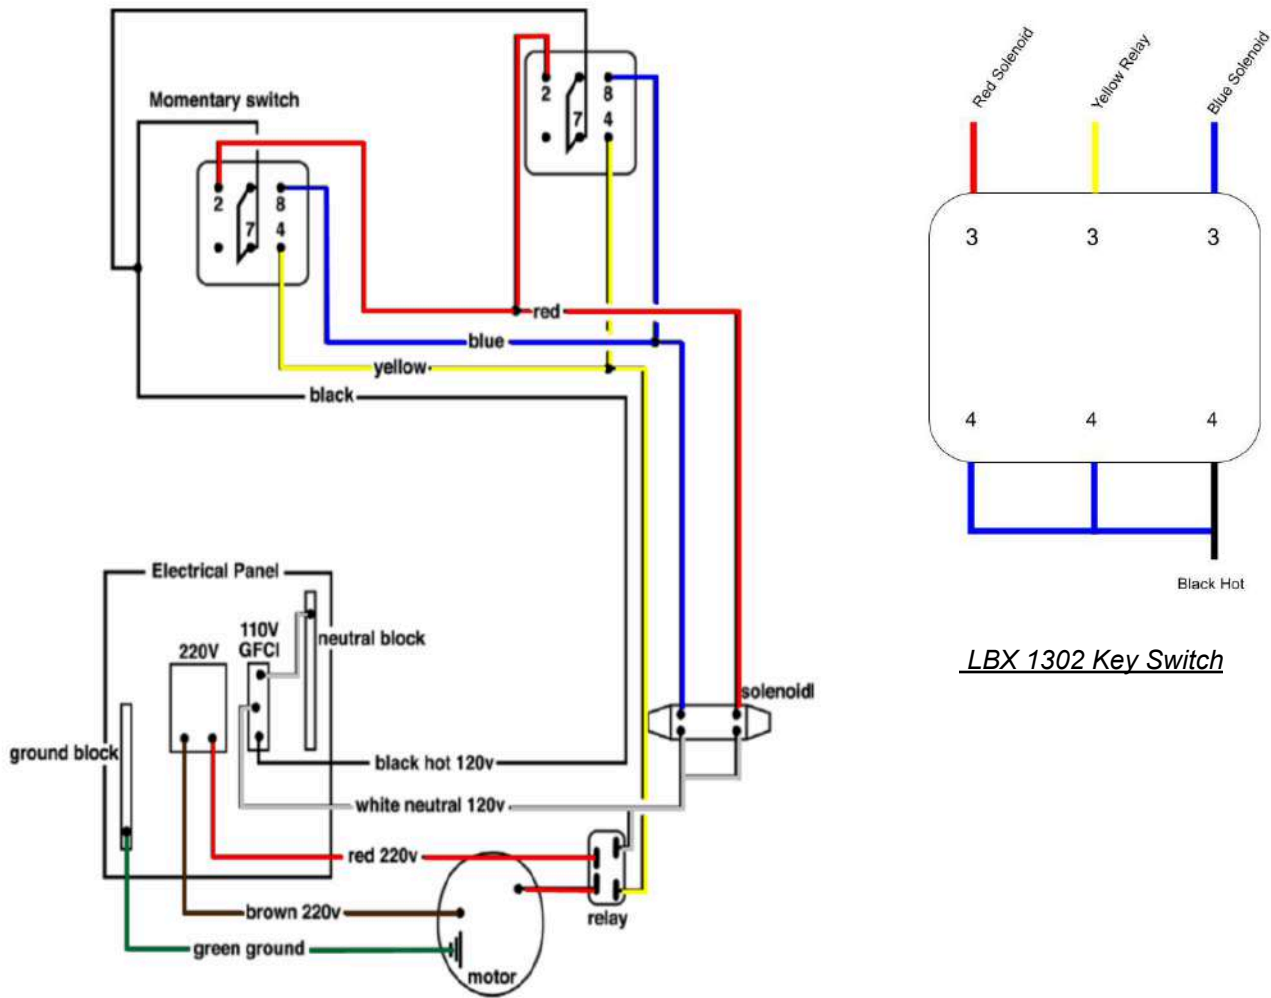 Momentary switch
2
8
7
4
2
8
7
4
red
blue
yellow
black
Electrical Panel
110V
GFCI
neutral block
220V
ground block
black hot 120v
white neutral 120v
red 220v
brown 220v
green ground
motor
relay
solenoidl
Red Solenoid
Yellow Relay
Blue Solenoid
3 3 3
4 4 4
Black Hot
LBX 1302 Key Switch